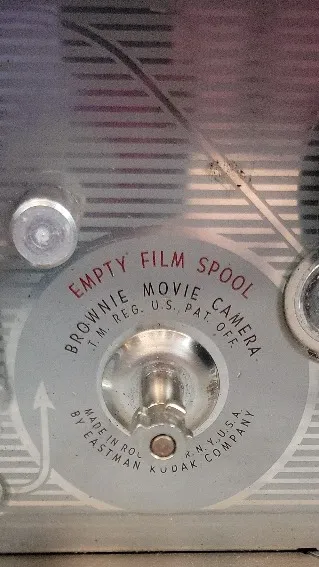 EMPTY FILM SPOOL
BROWNIE MOVIE CAMERA
T.M. REG. U.S. PAT. OFF.
MADE IN R.N.Y., U.S.A.
BY EASTMAN KODAK COMPANY